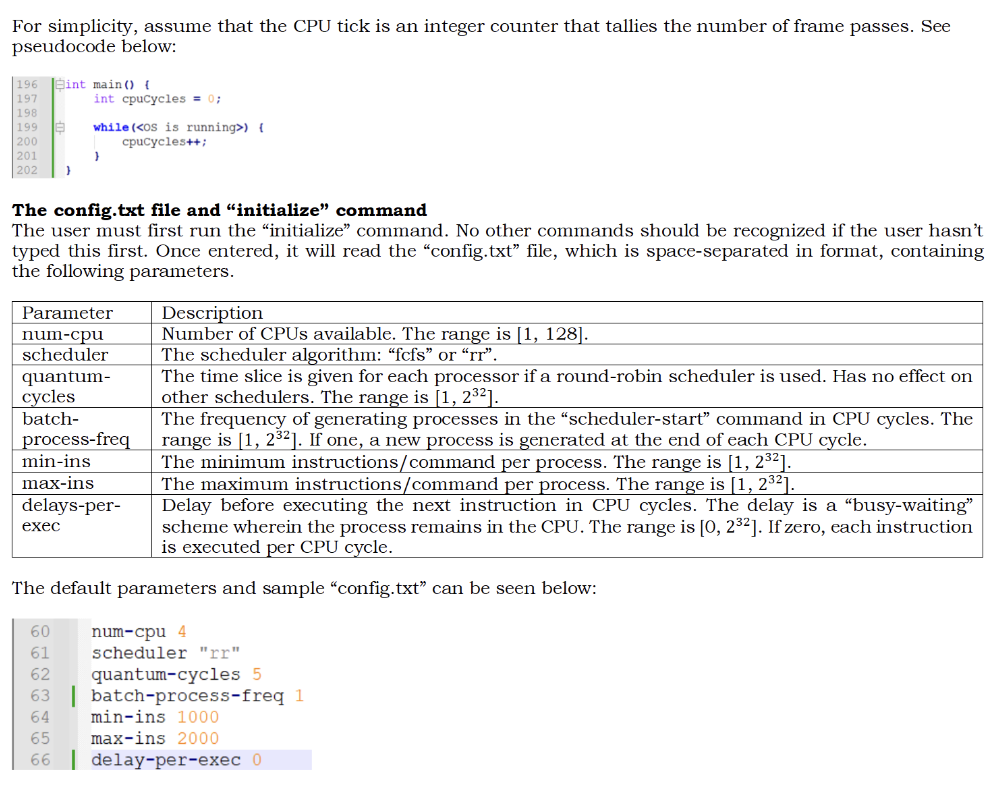 For simplicity, assume that the CPU tick is an integer counter that tallies the number of frame passes. See
pseudocode below:
196 int main() {
197 int cpuCycles = 0;
198
199 while(<OS is running>) {
200 cpuCycles++;
201 }
202 }
The config.txt file and “initialize” command
The user must first run the “initialize” command. No other commands should be recognized if the user hasn’t
typed this first. Once entered, it will read the “config.txt” file, which is space-separated in format, containing
the following parameters.
Parameter Description
num-cpu Number of CPUs available. The range is [1, 128].
scheduler The scheduler algorithm: “fcfs” or “rr”.
quantum- The time slice is given for each processor if a round-robin scheduler is used. Has no effect on
cycles other schedulers. The range is [1, 2³²].
batch- The frequency of generating processes in the “scheduler-start” command in CPU cycles. The
process-freq range is [1, 2³²]. If one, a new process is generated at the end of each CPU cycle.
min-ins The minimum instructions/command per process. The range is [1, 2³²].
max-ins The maximum instructions/command per process. The range is [1, 2³²].
delays-per- Delay before executing the next instruction in CPU cycles. The delay is a “busy-waiting”
exec scheme wherein the process remains in the CPU. The range is [0, 2³²]. If zero, each instruction
is executed per CPU cycle.
The default parameters and sample “config.txt” can be seen below:
60 num-cpu 4
61 scheduler "rr"
62 quantum-cycles 5
63 batch-process-freq 1
64 min-ins 1000
65 max-ins 2000
66 delay-per-exec 0